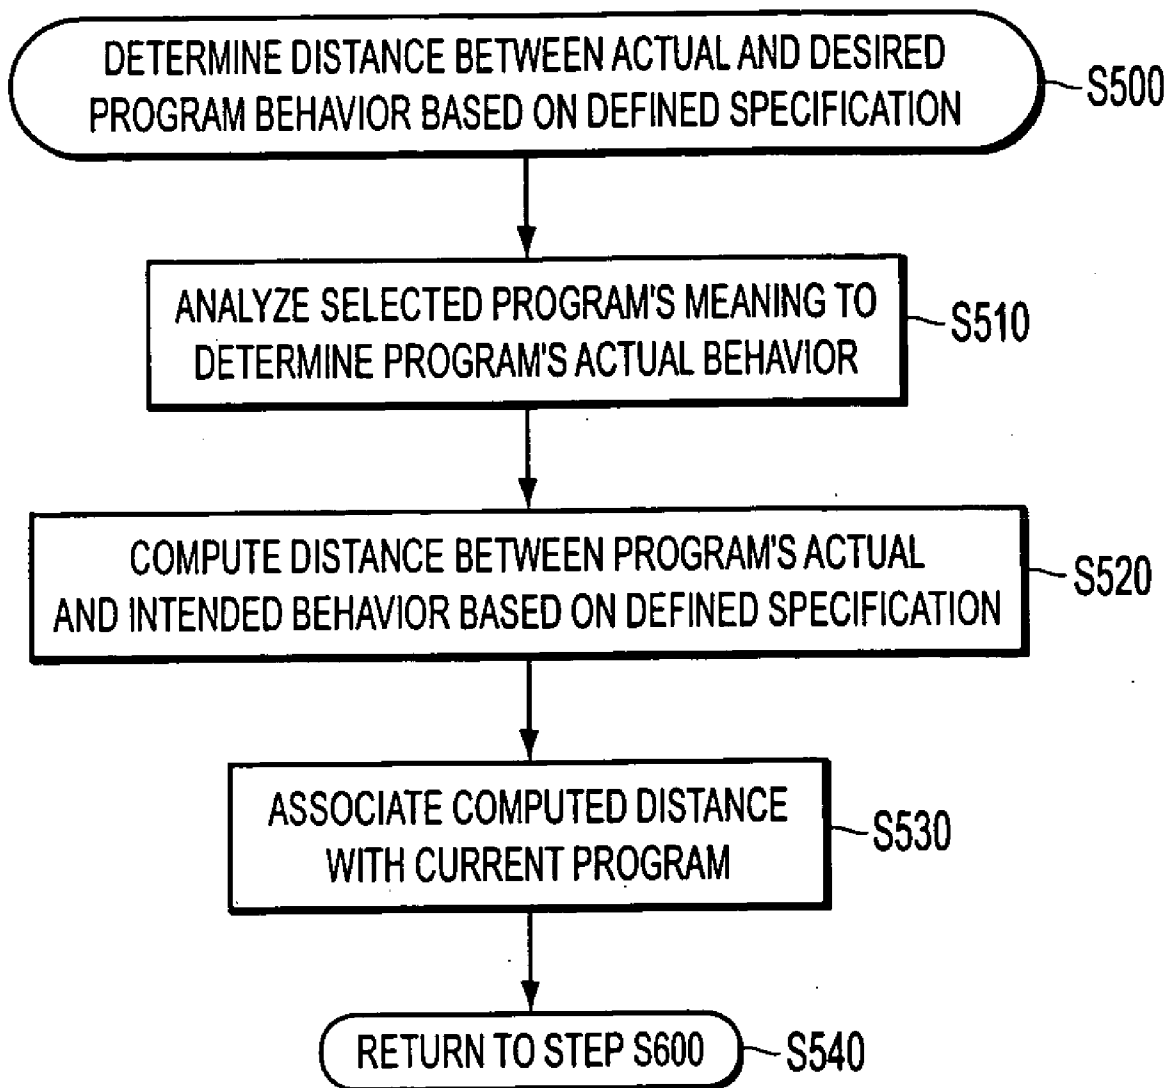 DETERMINE DISTANCE BETWEEN ACTUAL AND DESIRED
PROGRAM BEHAVIOR BASED ON DEFINED SPECIFICATION
S500
ANALYZE SELECTED PROGRAM'S MEANING TO
DETERMINE PROGRAM'S ACTUAL BEHAVIOR
S510
COMPUTE DISTANCE BETWEEN PROGRAM'S ACTUAL
AND INTENDED BEHAVIOR BASED ON DEFINED SPECIFICATION
S520
ASSOCIATE COMPUTED DISTANCE
WITH CURRENT PROGRAM
S530
RETURN TO STEP S600
S540